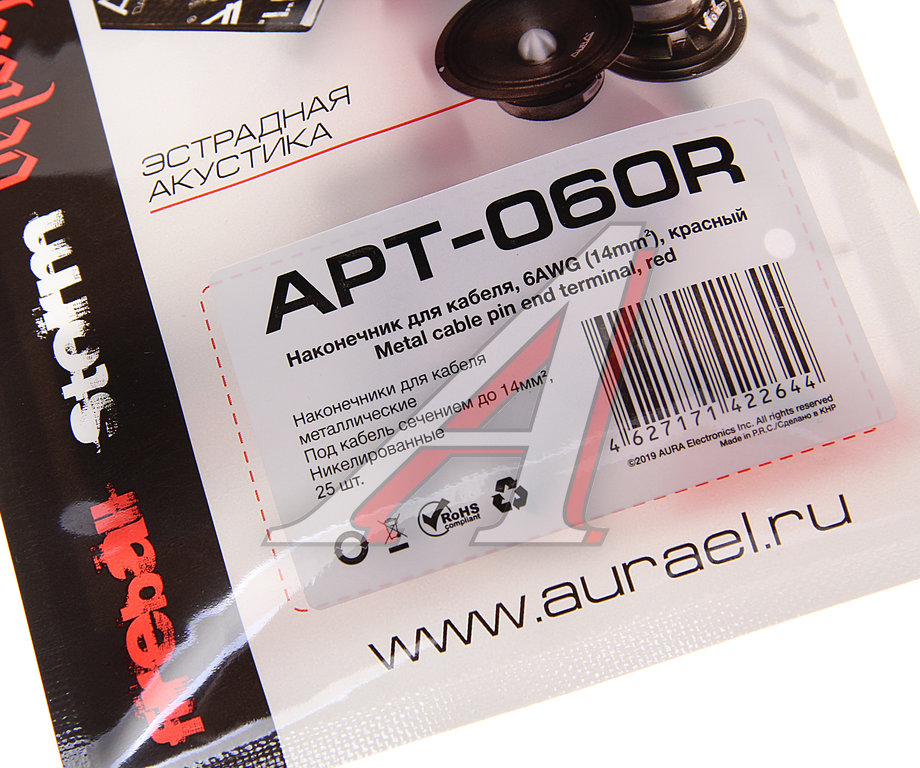 ЭСТРАДНАЯ
АКУСТИКА
APT-060R
Наконечник для кабеля, 6AWG (14mm²), красный
Metal cable pin end terminal, red
Наконечники для кабеля
металлические
Под кабель сечением до 14мм²,
Никелированные
25 шт.
4 627171 422644
©2019 AURA Electronics Inc. All rights reserved
Made in P.R.C./Сделано в КНР
RoHS
compliant
www.aurael.ru
storm
fireball